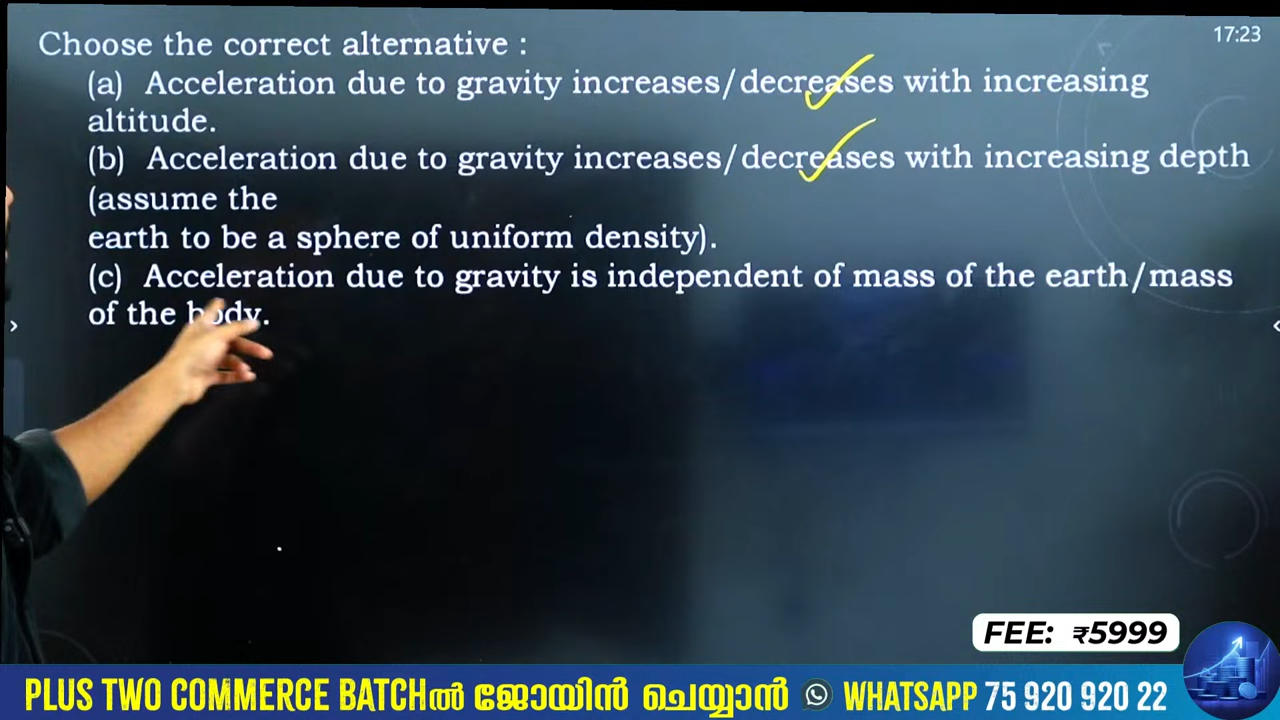 17:23
Choose the correct alternative :
(a) Acceleration due to gravity increases/decreases with increasing
altitude.
(b) Acceleration due to gravity increases/decreases with increasing depth
(assume the
earth to be a sphere of uniform density).
(c) Acceleration due to gravity is independent of mass of the earth/mass
of the body.
FEE: ₹5999
PLUS TWO COMMERCE BATCHൽ ജോയിൻ ചെയ്യാൻ WHATSAPP 75 920 920 22